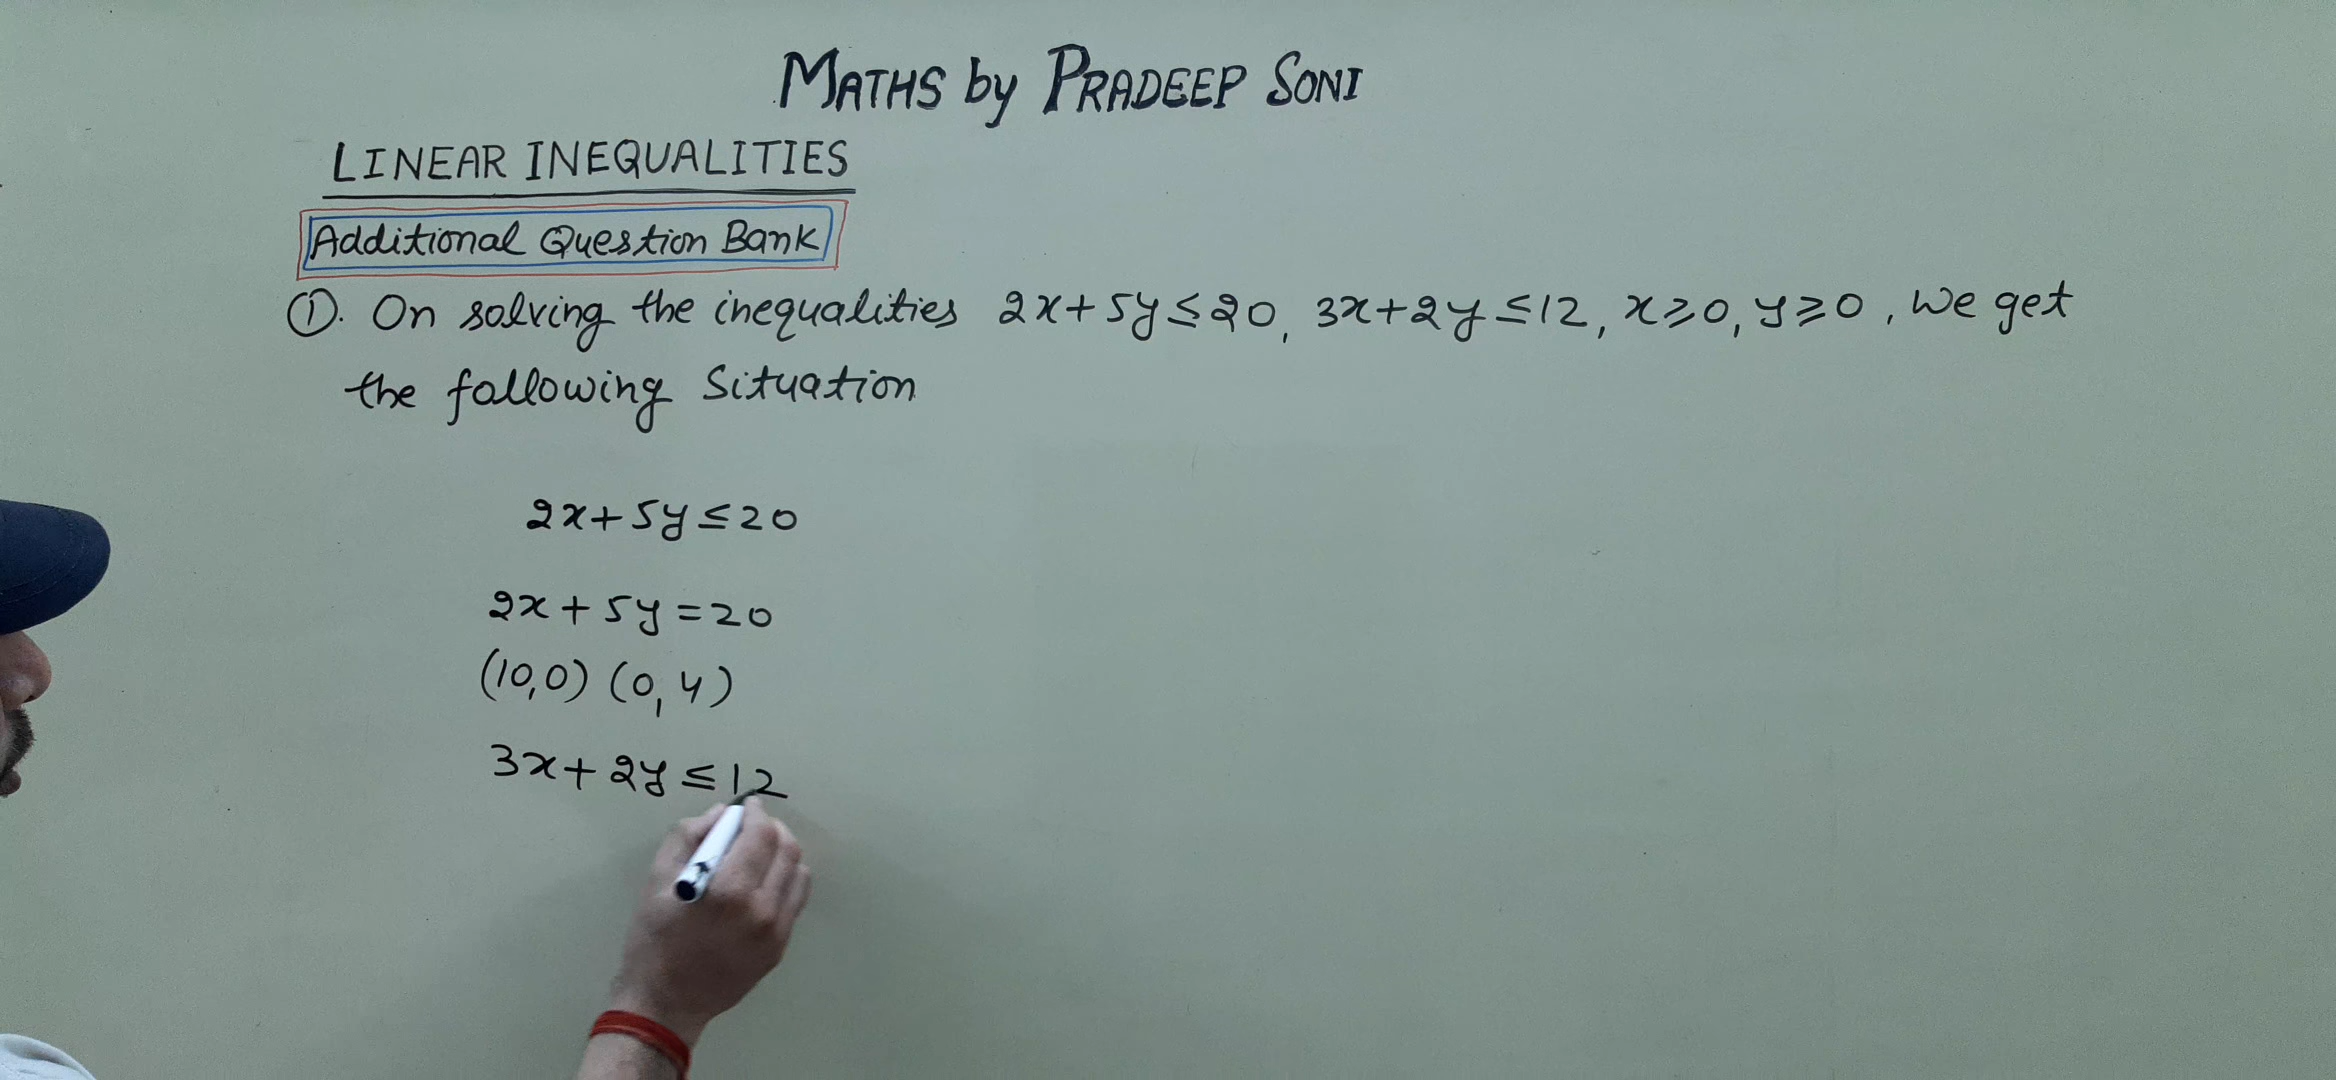 MATHS by PRADEEP SONI
LINEAR INEQUALITIES
Additional Question Bank
①. On solving the inequalities 2x+5y≤20, 3x+2y≤12, x≥0, y≥0, we get
the following Situation
2x+5y≤20
2x+5y=20
(10,0) (0,4)
3x+2y≤12